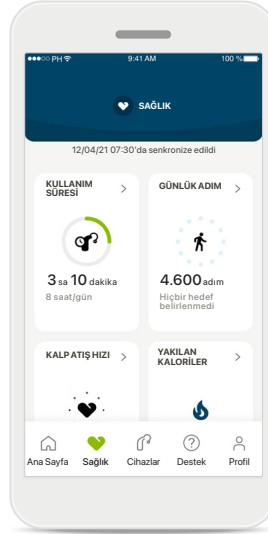 PH 9:41 AM 100 %
SAĞLIK
12/04/21 07:30'da senkronize edildi
KULLANIM
SÜRESİ
3 sa 10 dakika
8 saat/gün
GÜNLÜK ADIM
4.600 adım
Hiçbir hedef
belirlenmedi
KALP ATIŞ HIZI
YAKILAN
KALORİLER
Ana Sayfa Sağlık Cihazlar Destek Profil